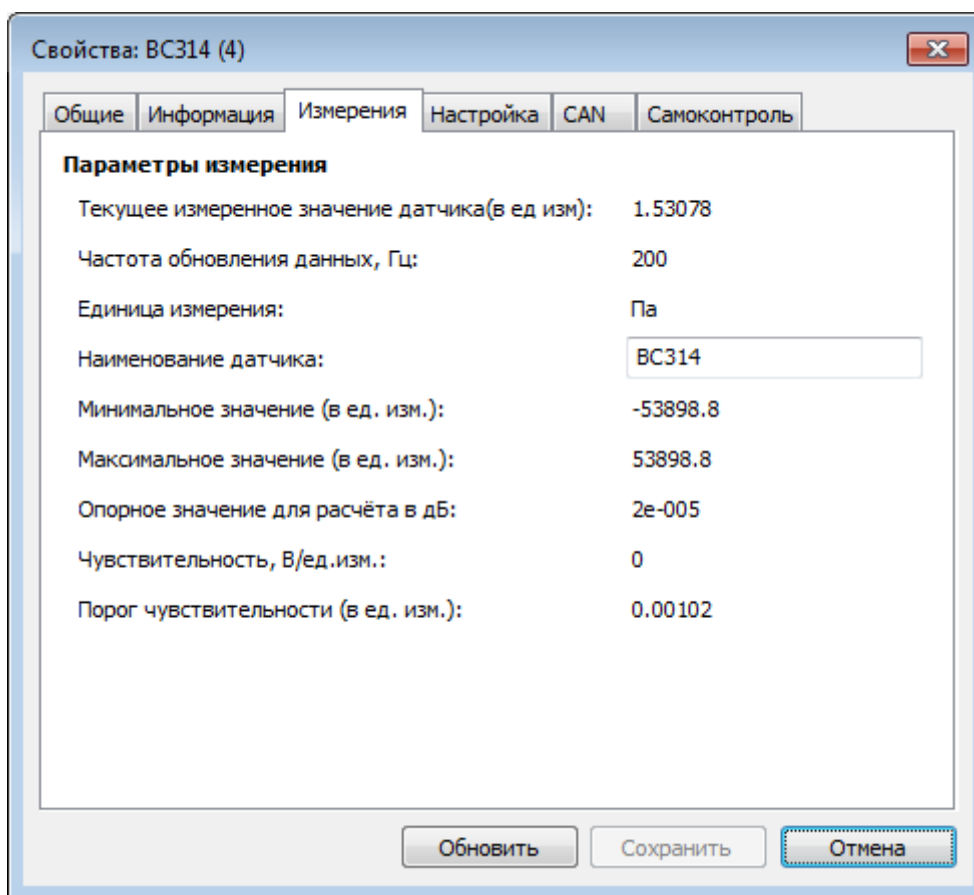 Свойства: BC314 (4)
Общие Информация Измерения Настройка CAN Самоконтроль
Параметры измерения
Текущее измеренное значение датчика(в ед изм): 1.53078
Частота обновления данных, Гц: 200
Единица измерения: Па
Наименование датчика: BC314
Минимальное значение (в ед. изм.): -53898.8
Максимальное значение (в ед. изм.): 53898.8
Опорное значение для расчёта в дБ: 2e-005
Чувствительность, В/ед.изм.: 0
Порог чувствительности (в ед. изм.): 0.00102
Обновить Сохранить Отмена